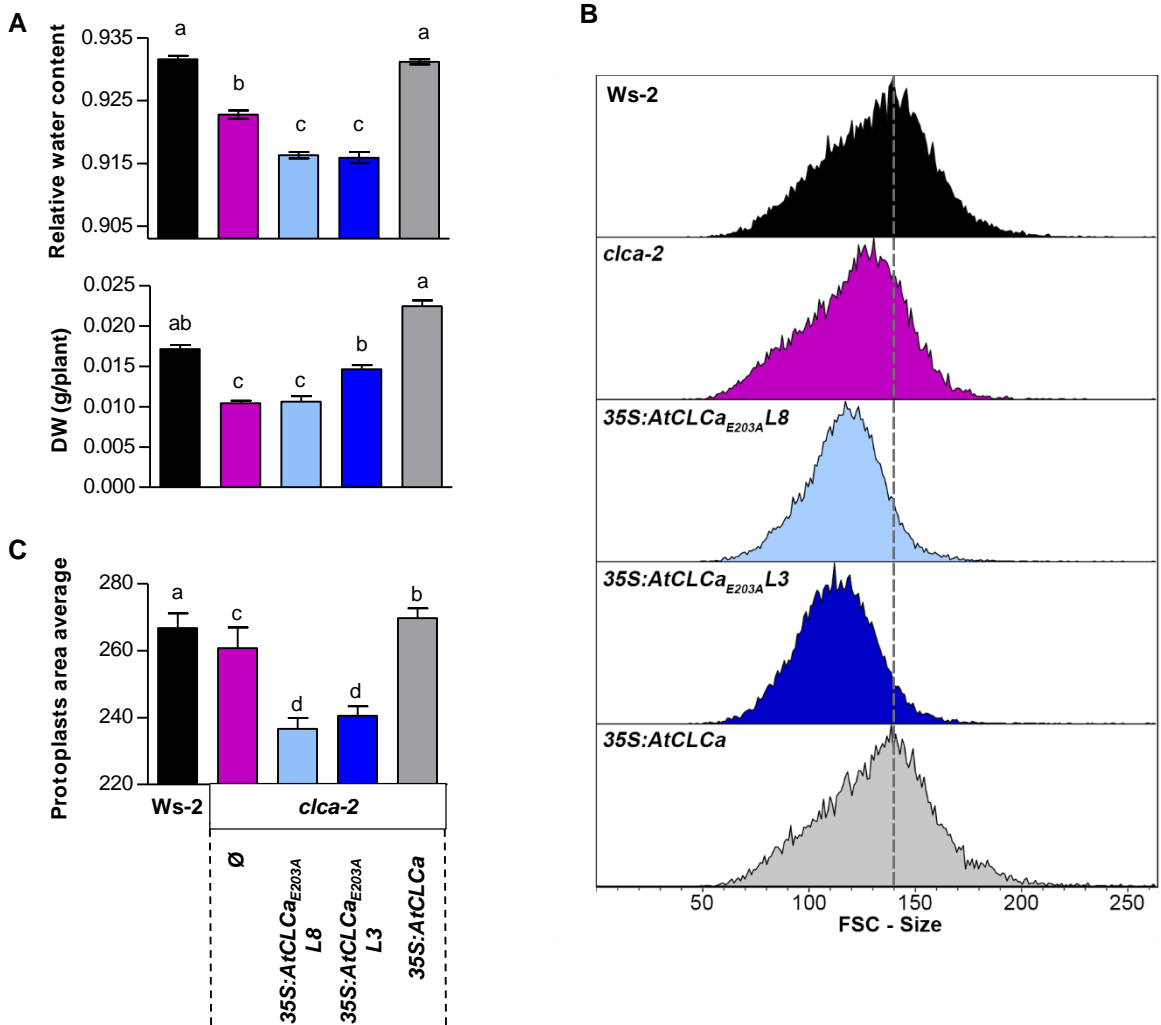 A
Relative water content
0.935
0.925
0.915
0.905
a
b
c
c
a
DW (g/plant)
0.025
0.020
0.015
0.010
0.005
0.000
ab
c
c
b
a
B
Ws-2
clca-2
35S:AtCLCaE203A L8
35S:AtCLCaE203A L3
35S:AtCLCa
50 100 150 200 250
FSC - Size
C
Protoplasts area average
280
260
240
220
a
c
d
d
b
Ws-2
clca-2
Ø
35S:AtCLCaE203A
L8
35S:AtCLCaE203A
L3
35S:AtCLCa